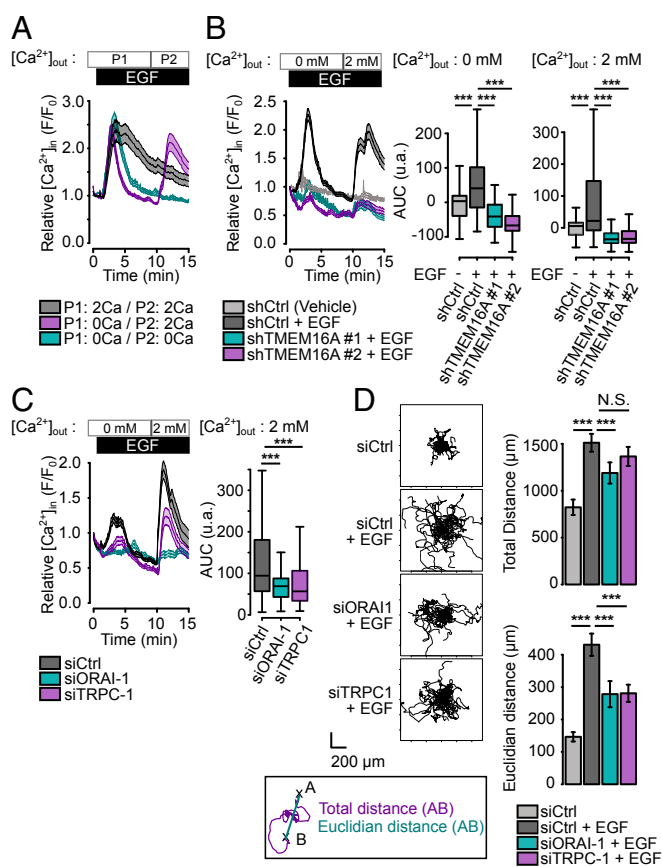 A
[Ca²⁺]out : P1 P2
EGF
Relative [Ca²⁺]in (F/F₀)
3.0
2.5
2.0
1.5
1.0
0 5 10 15
Time (min)
P1: 2Ca / P2: 2Ca
P1: 0Ca / P2: 2Ca
P1: 0Ca / P2: 0Ca
B
[Ca²⁺]out : 0 mM 2 mM
EGF
Relative [Ca²⁺]in (F/F₀)
2.5
2.0
1.5
1.0
0.5
0 5 10 15
Time (min)
shCtrl (Vehicle)
shCtrl + EGF
shTMEM16A #1 + EGF
shTMEM16A #2 + EGF
[Ca²⁺]out : 0 mM
***
*** ***
AUC (u.a.)
200
100
0
-100
EGF - + + +
shCtrl
shCtrl
shTMEM16A #1
shTMEM16A #2
[Ca²⁺]out : 2 mM
***
*** ***
300
200
100
0
EGF - + + +
shCtrl
shCtrl
shTMEM16A #1
shTMEM16A #2
C
[Ca²⁺]out : 0 mM 2 mM
EGF
Relative [Ca²⁺]in (F/F₀)
2.0
1.5
1.0
0.5
0 5 10 15
Time (min)
siCtrl
siORAI-1
siTRPC-1
[Ca²⁺]out : 2 mM
***
***
AUC (u.a.)
300
200
100
0
siCtrl
siORAI-1
siTRPC1
D
siCtrl
siCtrl
+ EGF
siORAI1
+ EGF
siTRPC1
+ EGF
200 µm
A
B
Total distance (AB)
Euclidian distance (AB)
N.S.
*** ***
Total Distance (µm)
1500
1000
600
0
***
*** ***
Euclidian distance (µm)
400
300
200
100
0
siCtrl
siCtrl + EGF
siORAI-1 + EGF
siTRPC-1 + EGF